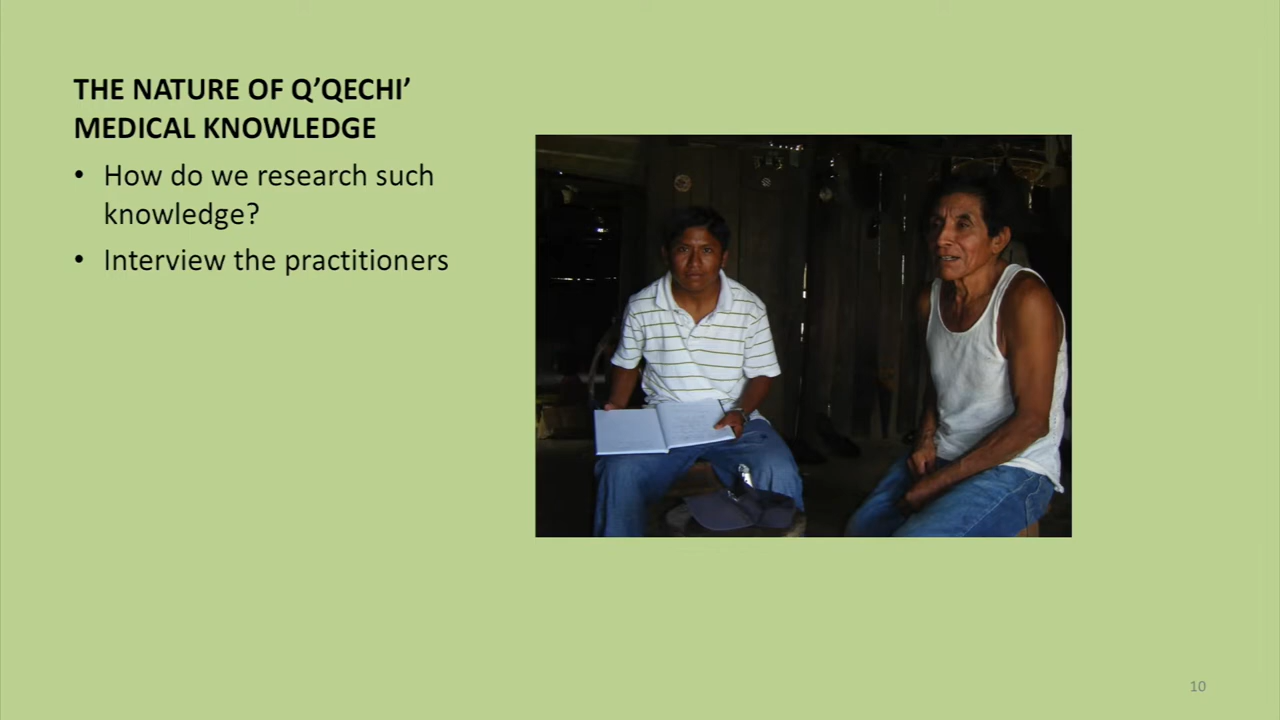 THE NATURE OF Q’QECHI’
MEDICAL KNOWLEDGE
• How do we research such
knowledge?
• Interview the practitioners
10